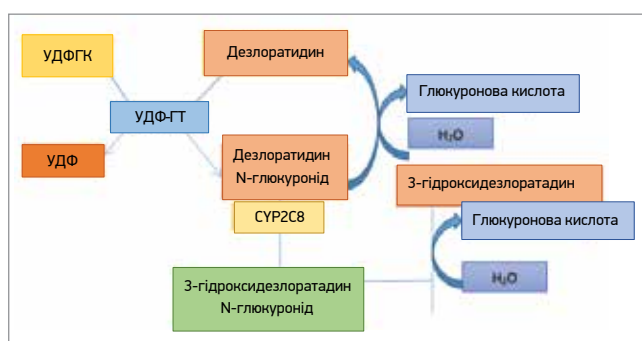 УДФГК
Дезлоратидин
Глюкуронова кислота
УДФ-ГТ
H₂O
УДФ
Дезлоратидин
N-глюкуронід
3-гідроксидезлоратадин
CYP2C8
Глюкуронова кислота
3-гідроксидезлоратадин
N-глюкуронід
H₂O